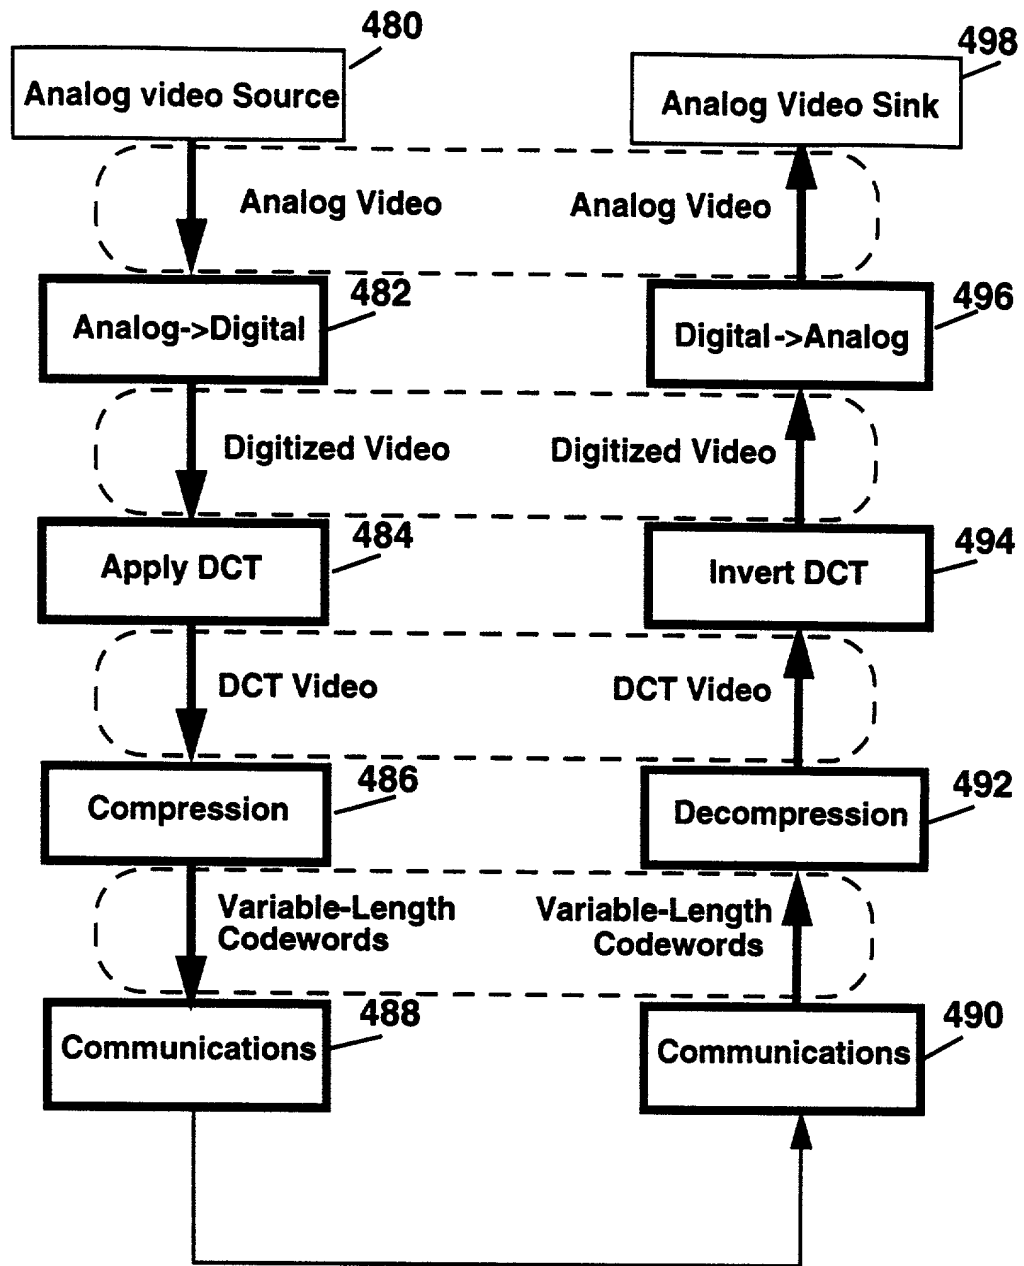 480
498
Analog video Source
Analog Video Sink
Analog Video
Analog Video
482
496
Analog->Digital
Digital->Analog
Digitized Video
Digitized Video
484
494
Apply DCT
Invert DCT
DCT Video
DCT Video
486
492
Compression
Decompression
Variable-Length
Codewords
Variable-Length
Codewords
488
490
Communications
Communications